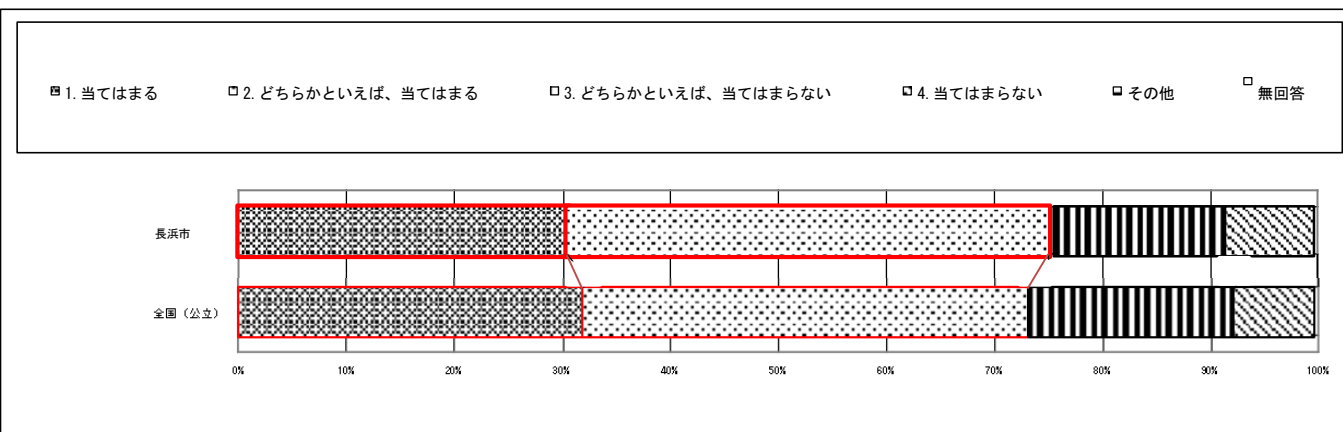 1. 当てはまる 2. どちらかといえば、当てはまる 3. どちらかといえば、当てはまらない 4. 当てはまらない その他 無回答
長浜市
全国（公立）
0% 10% 20% 30% 40% 50% 60% 70% 80% 90% 100%